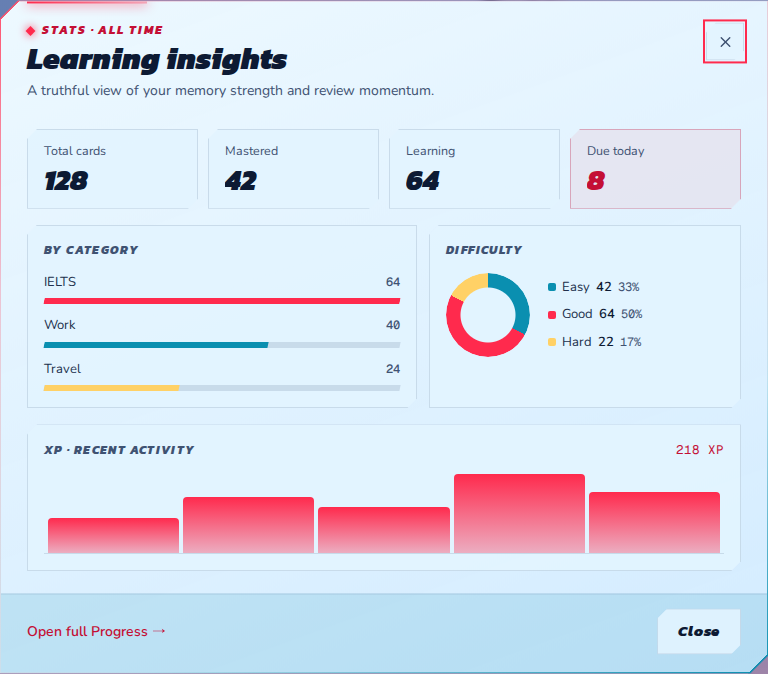 STATS · ALL TIME
Learning insights
A truthful view of your memory strength and review momentum.
Total cards
128
Mastered
42
Learning
64
Due today
8
BY CATEGORY
IELTS 64
Work 40
Travel 24
DIFFICULTY
Easy 42 33%
Good 64 50%
Hard 22 17%
XP · RECENT ACTIVITY 218 XP
Open full Progress →
Close